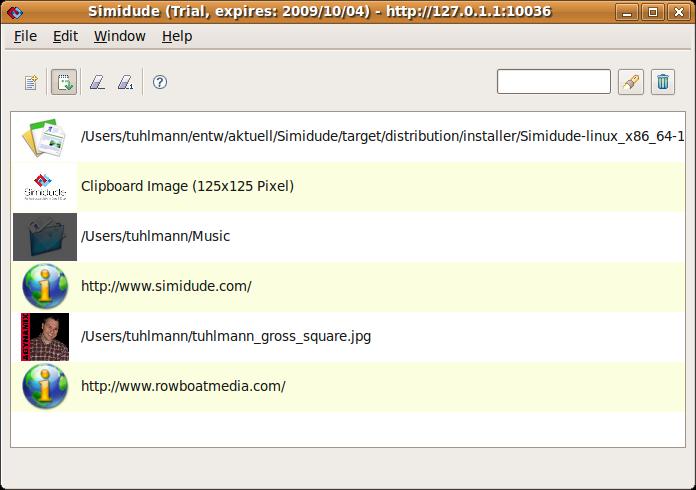 Simidude (Trial, expires: 2009/10/04) - http://127.0.1.1:10036
File Edit Window Help
/Users/tuhlmann/entw/aktuell/Simidude/target/distribution/installer/Simidude-linux_x86_64-1
Simidude
Clipboard Image (125x125 Pixel)
/Users/tuhlmann/Music
http://www.simidude.com/
/Users/tuhlmann/tuhlmann_gross_square.jpg
http://www.rowboatmedia.com/